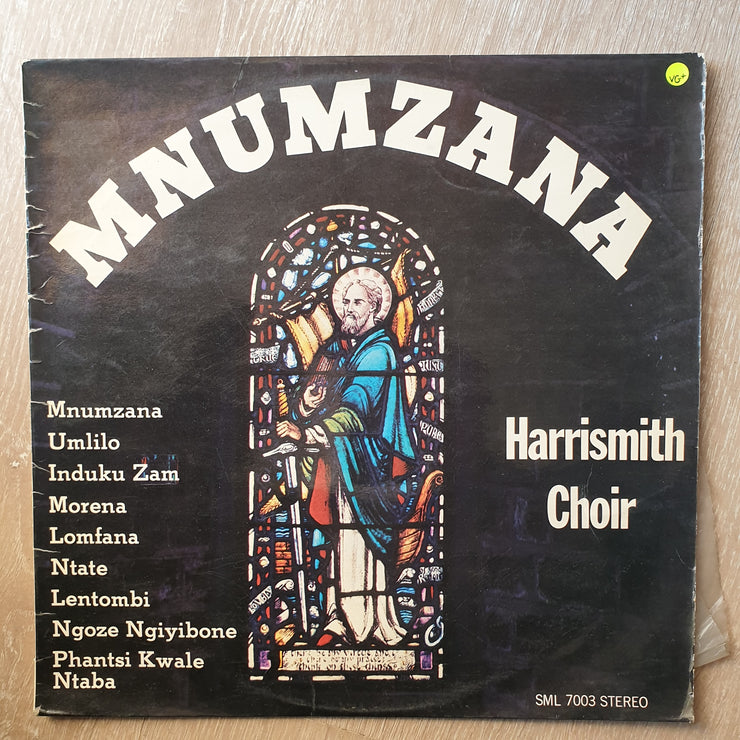 VG+
MNUMZANA
Mnumzana
Umlilo
Induku Zam
Morena
Lomfana
Ntate
Lentombi
Ngoze Ngiyibone
Phantsi Kwale
Ntaba
Harrismith
Choir
SML 7003 STEREO